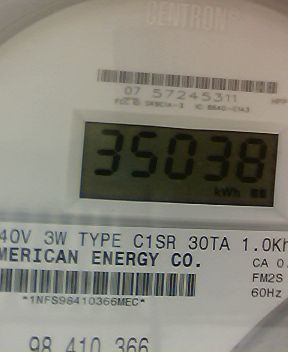 CENTRON
07 57245311
35038
kWh
40V 3W TYPE C1SR 30TA 1.0Kh
MERICAN ENERGY CO.
CA 0.
FM2S
*1NFS98410366MEC*
60Hz
98 410 366